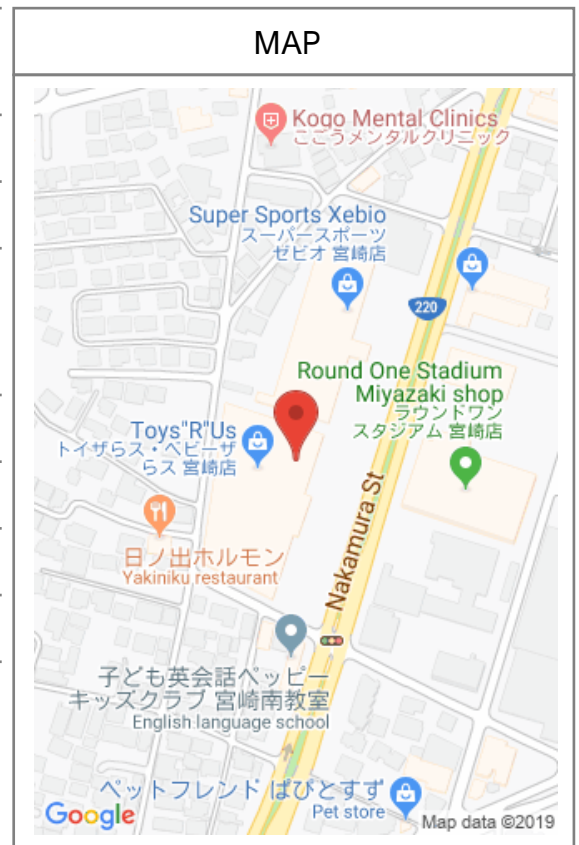 MAP
Kogo Mental Clinics
こごうメンタルクリニック
Super Sports Xebio
スーパースポーツ
ゼビオ 宮崎店
220
Round One Stadium
Miyazaki shop
ラウンドワン
スタジアム 宮崎店
Toys"R"Us
トイザらス・ベビーザ
らス 宮崎店
Nakamura St
日ノ出ホルモン
Yakiniku restaurant
子ども英会話ペッピー
キッズクラブ 宮崎南教室
English language school
ペットフレンド ぱぴとすず
Pet store
Google
Map data ©2019